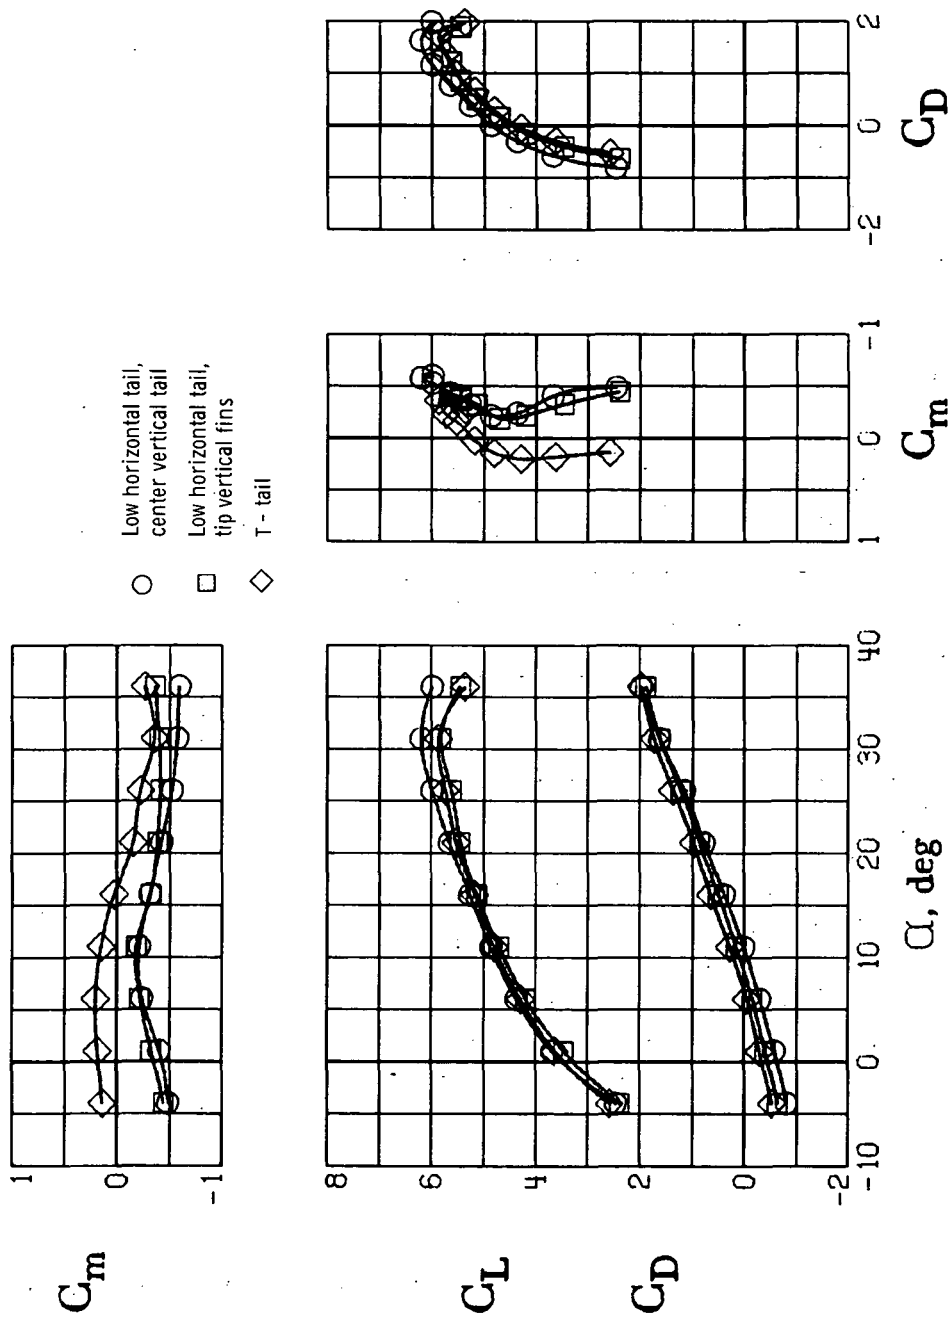 2
0
-2
C_D
Low horizontal tail,
center vertical tail
Low horizontal tail,
tip vertical fins
T - tail
-1
0
1
C_m
1
0
-1
C_m
8
6
4
2
0
-2
C_L
C_D
-10
0
10
20
30
40
α, deg